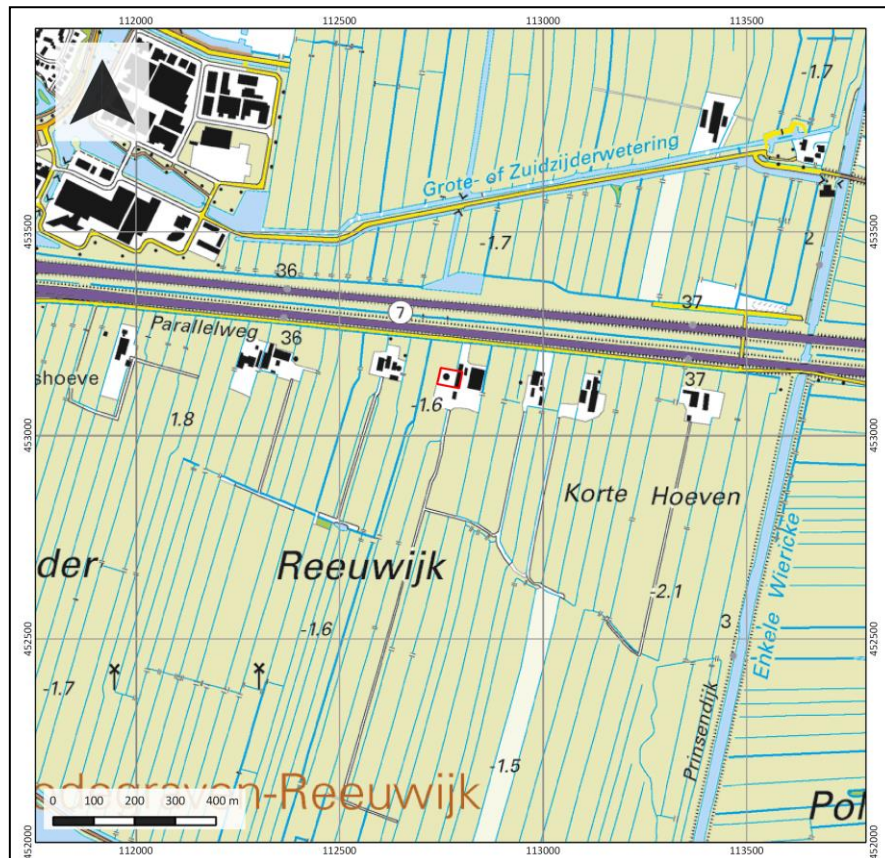 112000 112500 113000 113500
-1.7
Grote- of Zuidzijderwetering
453500 -1.7 2 453500
36 37
7
Parallelweg 36
shoeve 37
-1.6
1.8
453000 453000
Korte Hoeven
der Reeuwijk
-2.1
Enkele Wiericke
-1.6 3
452500 452500
-1.7
Prinsendijk
-1.5
odegraven-Reeuwijk
Pol
0 100 200 300 400 m
452000 452000
112000 112500 113000 113500